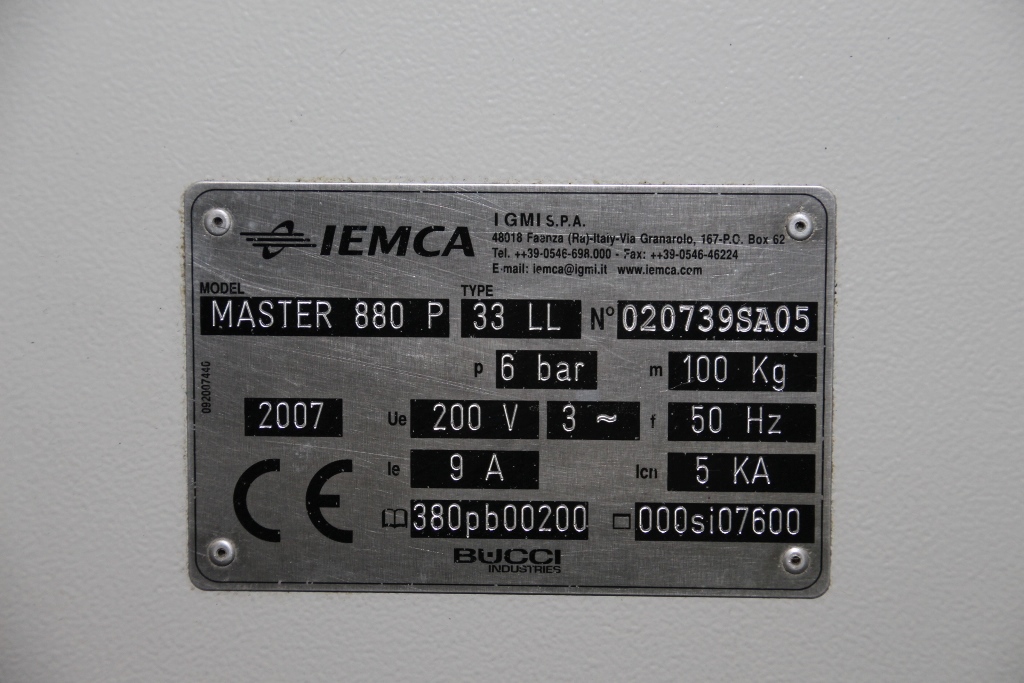 IEMCA
IGMI S.P.A.
48018 Faenza (Ra)-Italy-Via Granarolo, 167-P.O. Box 62
Tel. ++39-0546-698.000 - Fax: ++39-0546-46224
E-mail: iemca@igmi.it www.iemca.com
MODEL TYPE
MASTER 880 P 33 LL N° 020739SA05
p 6 bar m 100 Kg
092007440
2007 Ue 200 V 3 ~ f 50 Hz
Ie 9 A Icn 5 KA
CE
380pb00200 000si07600
BUCCI
INDUSTRIES